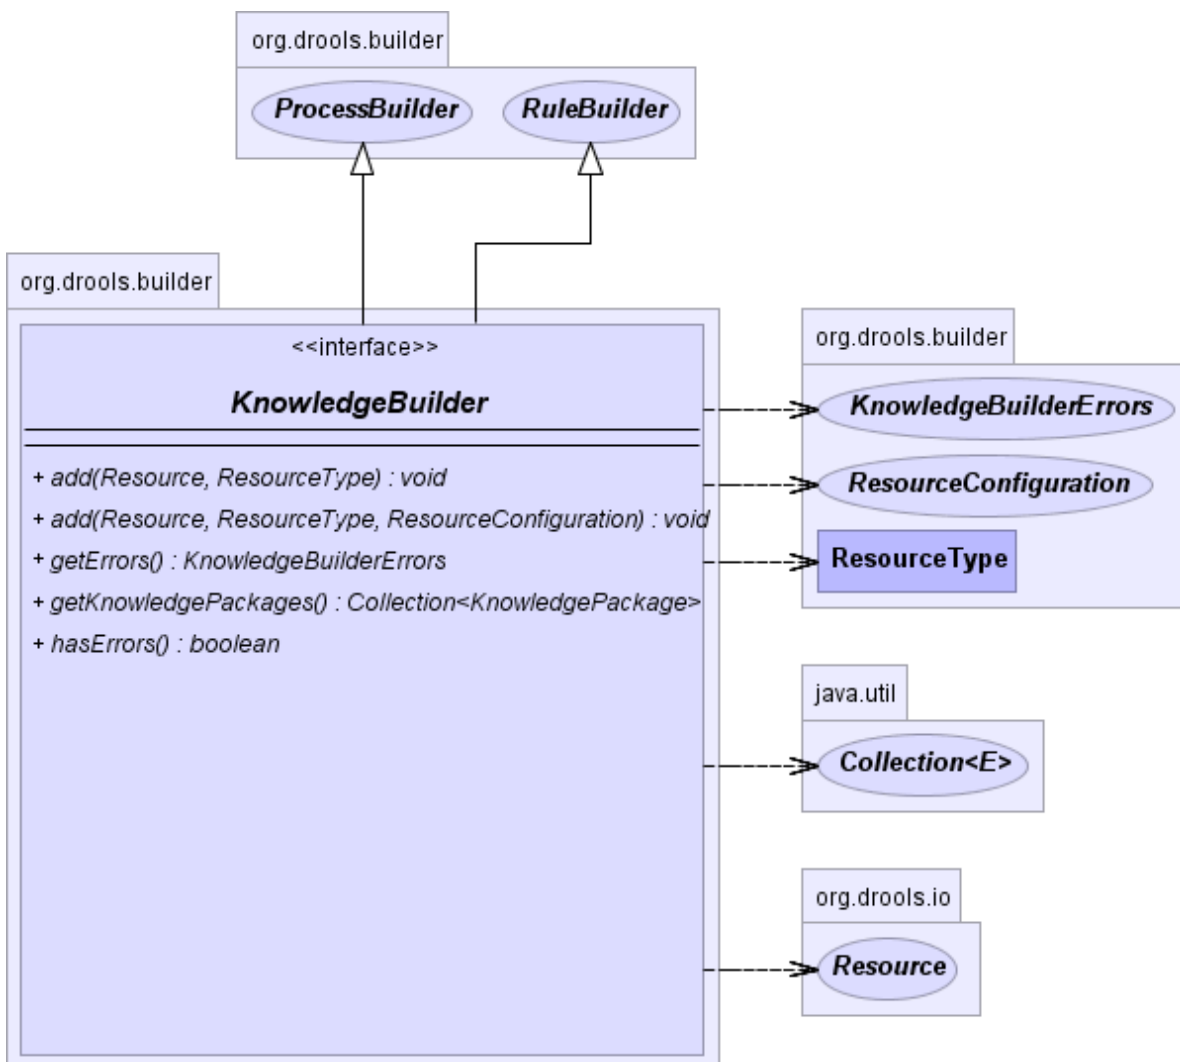 org.drools.builder
ProcessBuilder
RuleBuilder
org.drools.builder
<<interface>>
KnowledgeBuilder
+ add(Resource, ResourceType) : void
+ add(Resource, ResourceType, ResourceConfiguration) : void
+ getErrors() : KnowledgeBuilderErrors
+ getKnowledgePackages() : Collection<KnowledgePackage>
+ hasErrors() : boolean
org.drools.builder
KnowledgeBuilderErrors
ResourceConfiguration
ResourceType
java.util
Collection<E>
org.drools.io
Resource